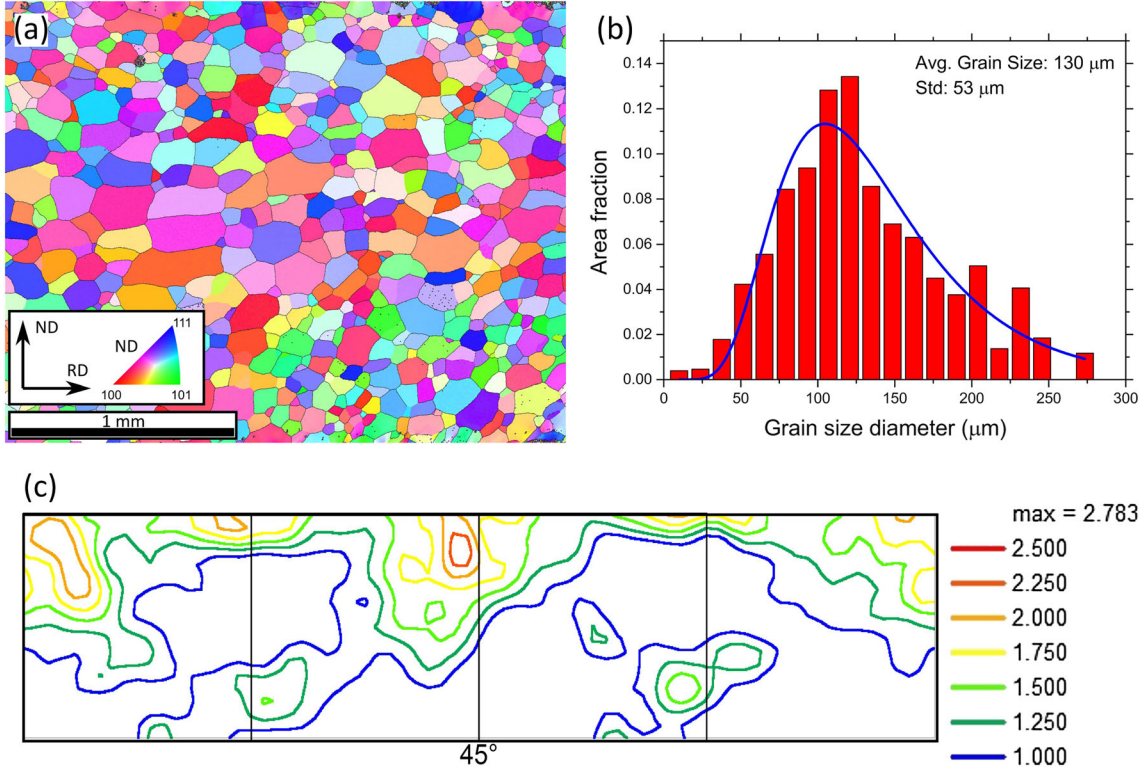 (a)
ND
RD
ND
111
100
101
1 mm
(b)
Avg. Grain Size: 130 μm
Std: 53 μm
Area fraction
0.14
0.12
0.10
0.08
0.06
0.04
0.02
0.00
0
50
100
150
200
250
300
Grain size diameter (μm)
(c)
45°
max = 2.783
2.500
2.250
2.000
1.750
1.500
1.250
1.000